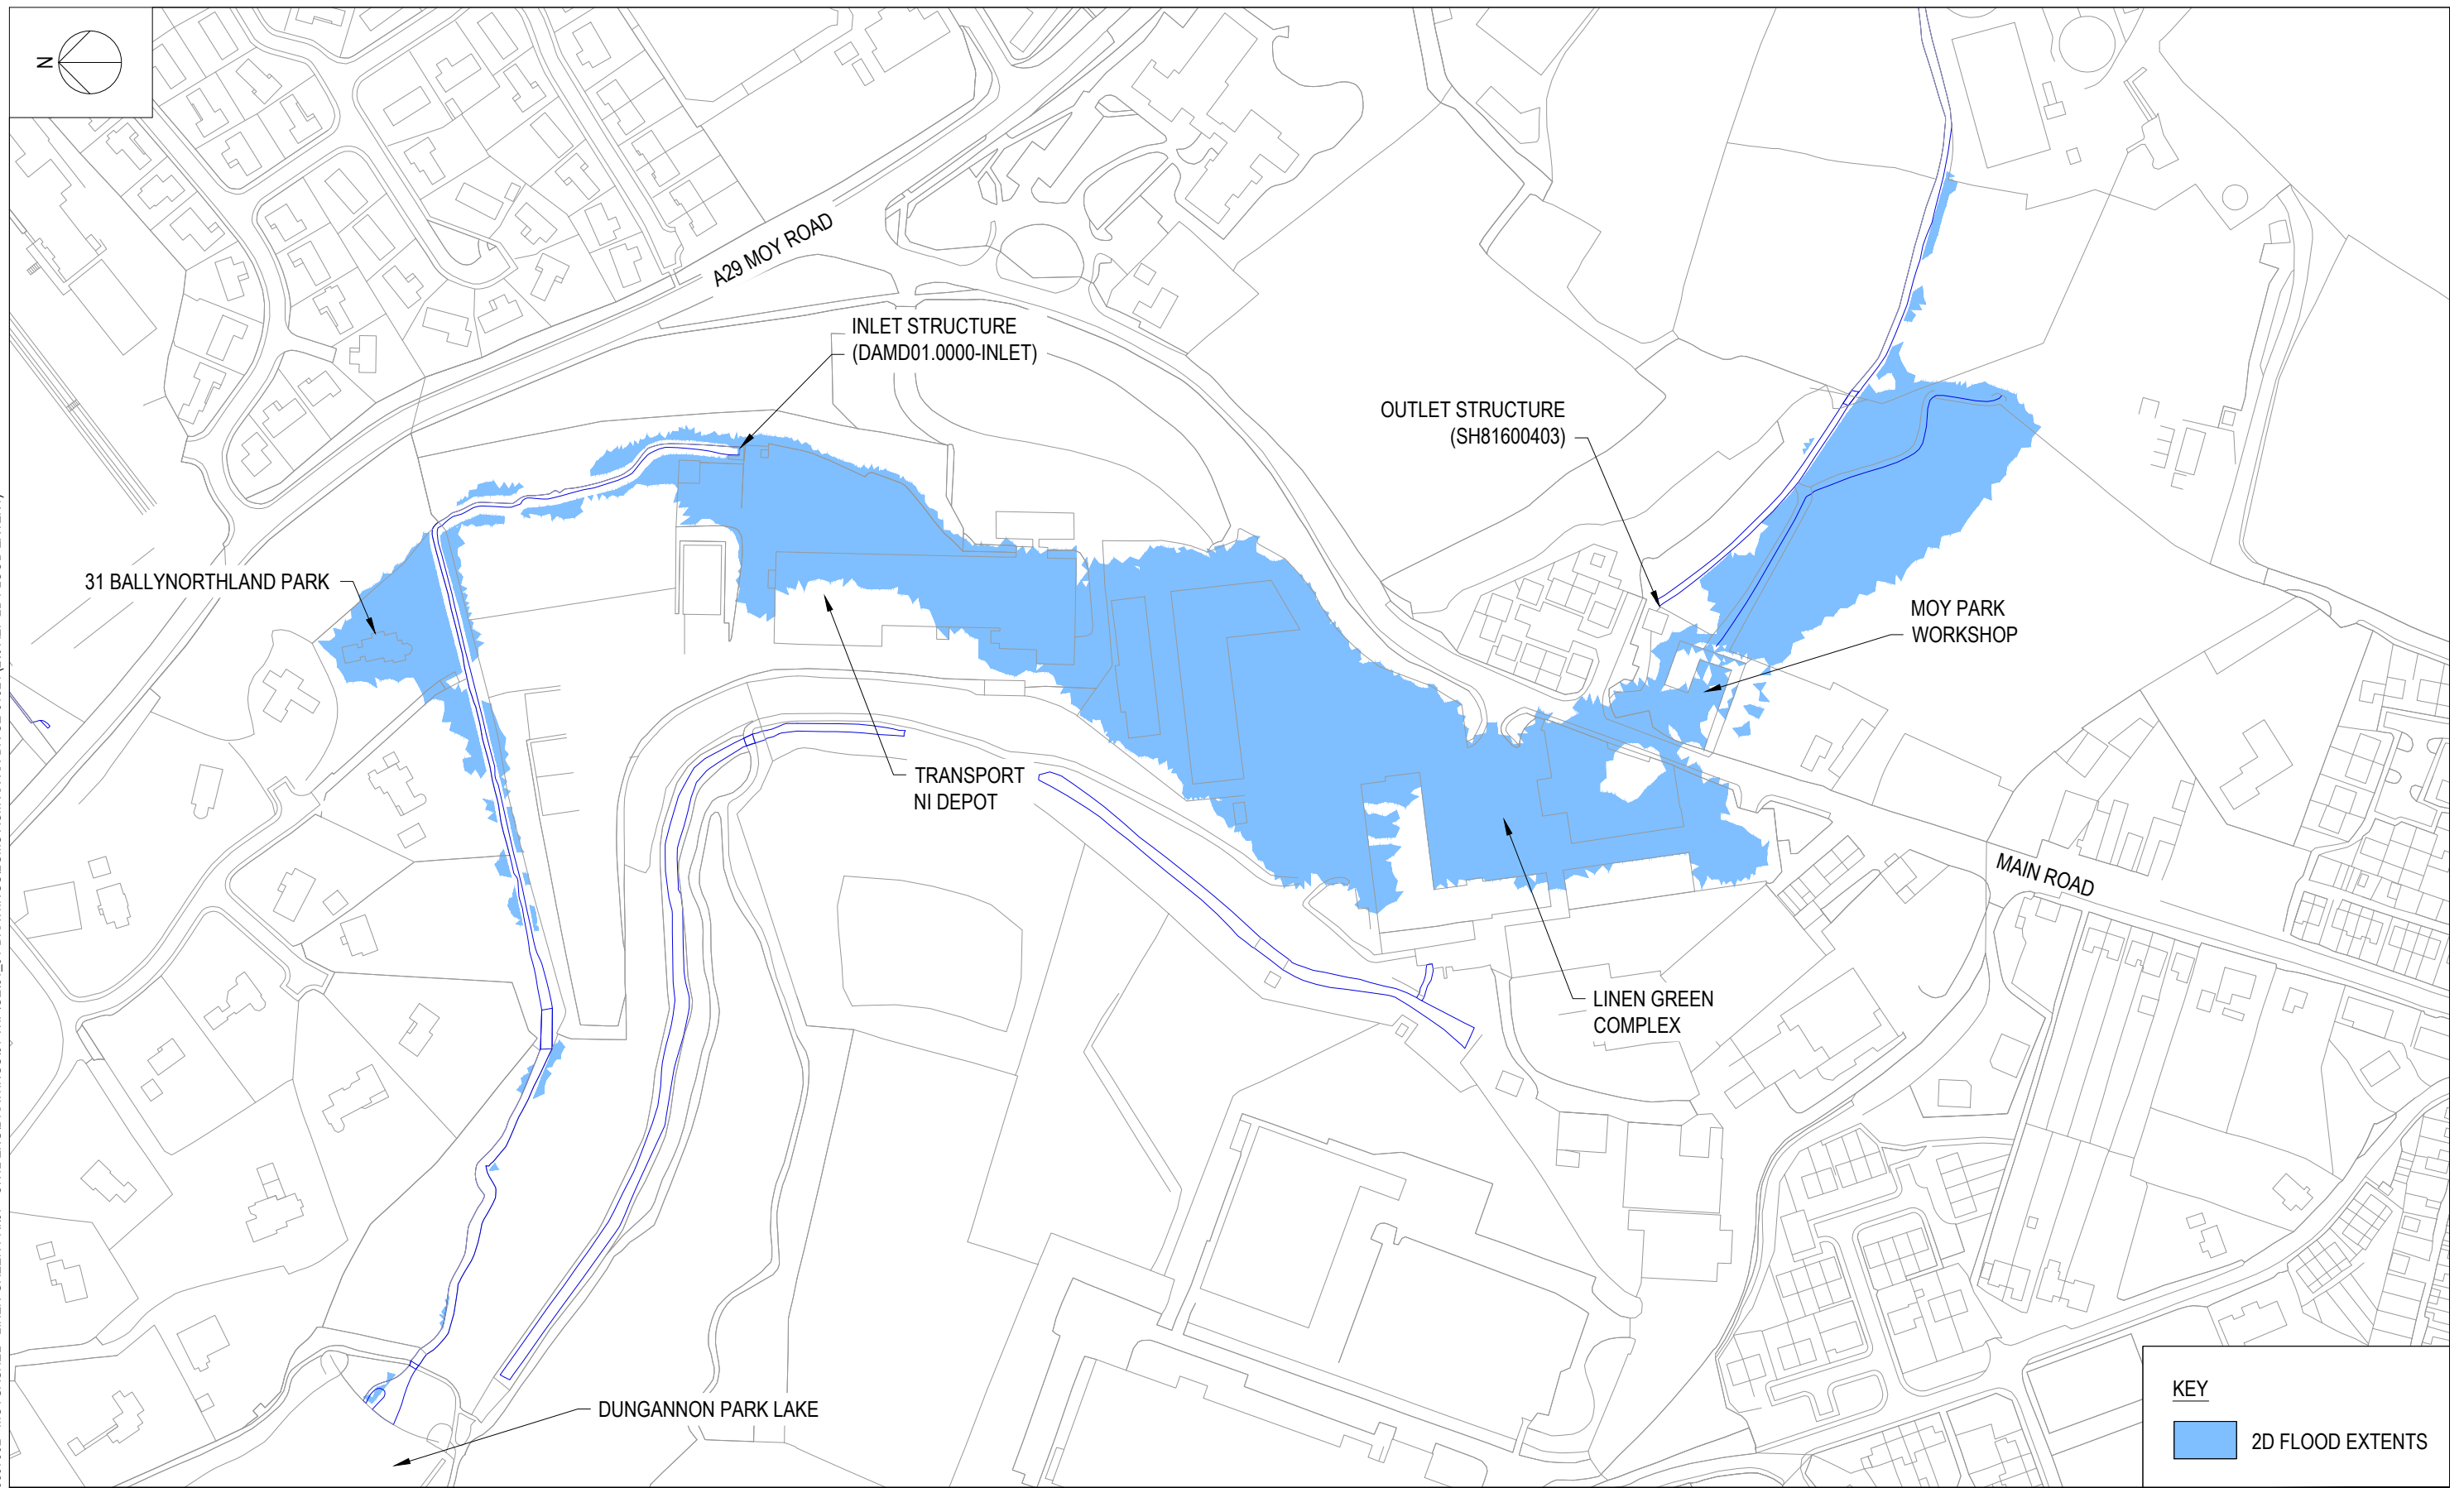 N
A29 MOY ROAD
INLET STRUCTURE
(DAMD01.0000-INLET)
OUTLET STRUCTURE
(SH81600403)
31 BALLYNORTHLAND PARK
MOY PARK
WORKSHOP
TRANSPORT
NI DEPOT
MAIN ROAD
LINEN GREEN
COMPLEX
DUNGANNON PARK LAKE
KEY
2D FLOOD EXTENTS